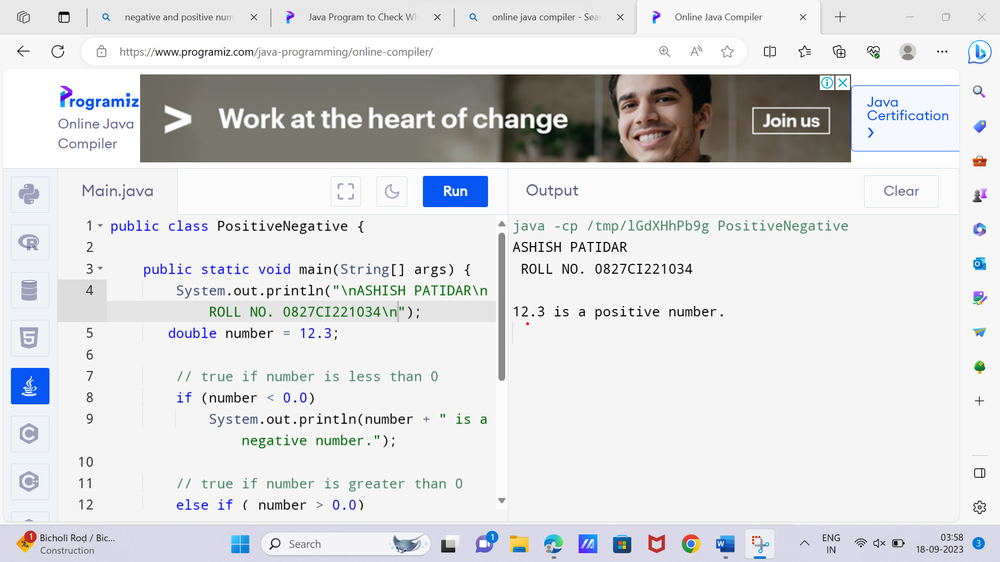 negative and positive num
Java Program to Check Wh
online java compiler - Sear
Online Java Compiler
https://www.programiz.com/java-programming/online-compiler/
Programiz
Online Java
Compiler
> Work at the heart of change
Join us
Java
Certification
>
Main.java
Run
Output
Clear
1 public class PositiveNegative {
2
3 public static void main(String[] args) {
4 System.out.println("\nASHISH PATIDAR\n
ROLL NO. 0827CI221034\n");
5 double number = 12.3;
6
7 // true if number is less than 0
8 if (number < 0.0)
9 System.out.println(number + " is a
negative number.");
10
11 // true if number is greater than 0
12 else if ( number > 0.0)
java -cp /tmp/lGdXHhPb9g PositiveNegative
ASHISH PATIDAR
ROLL NO. 0827CI221034
12.3 is a positive number.
1
Bicholī Roḍ / Bic...
Construction
Search
1
ENG
IN
03:58
18-09-2023
3